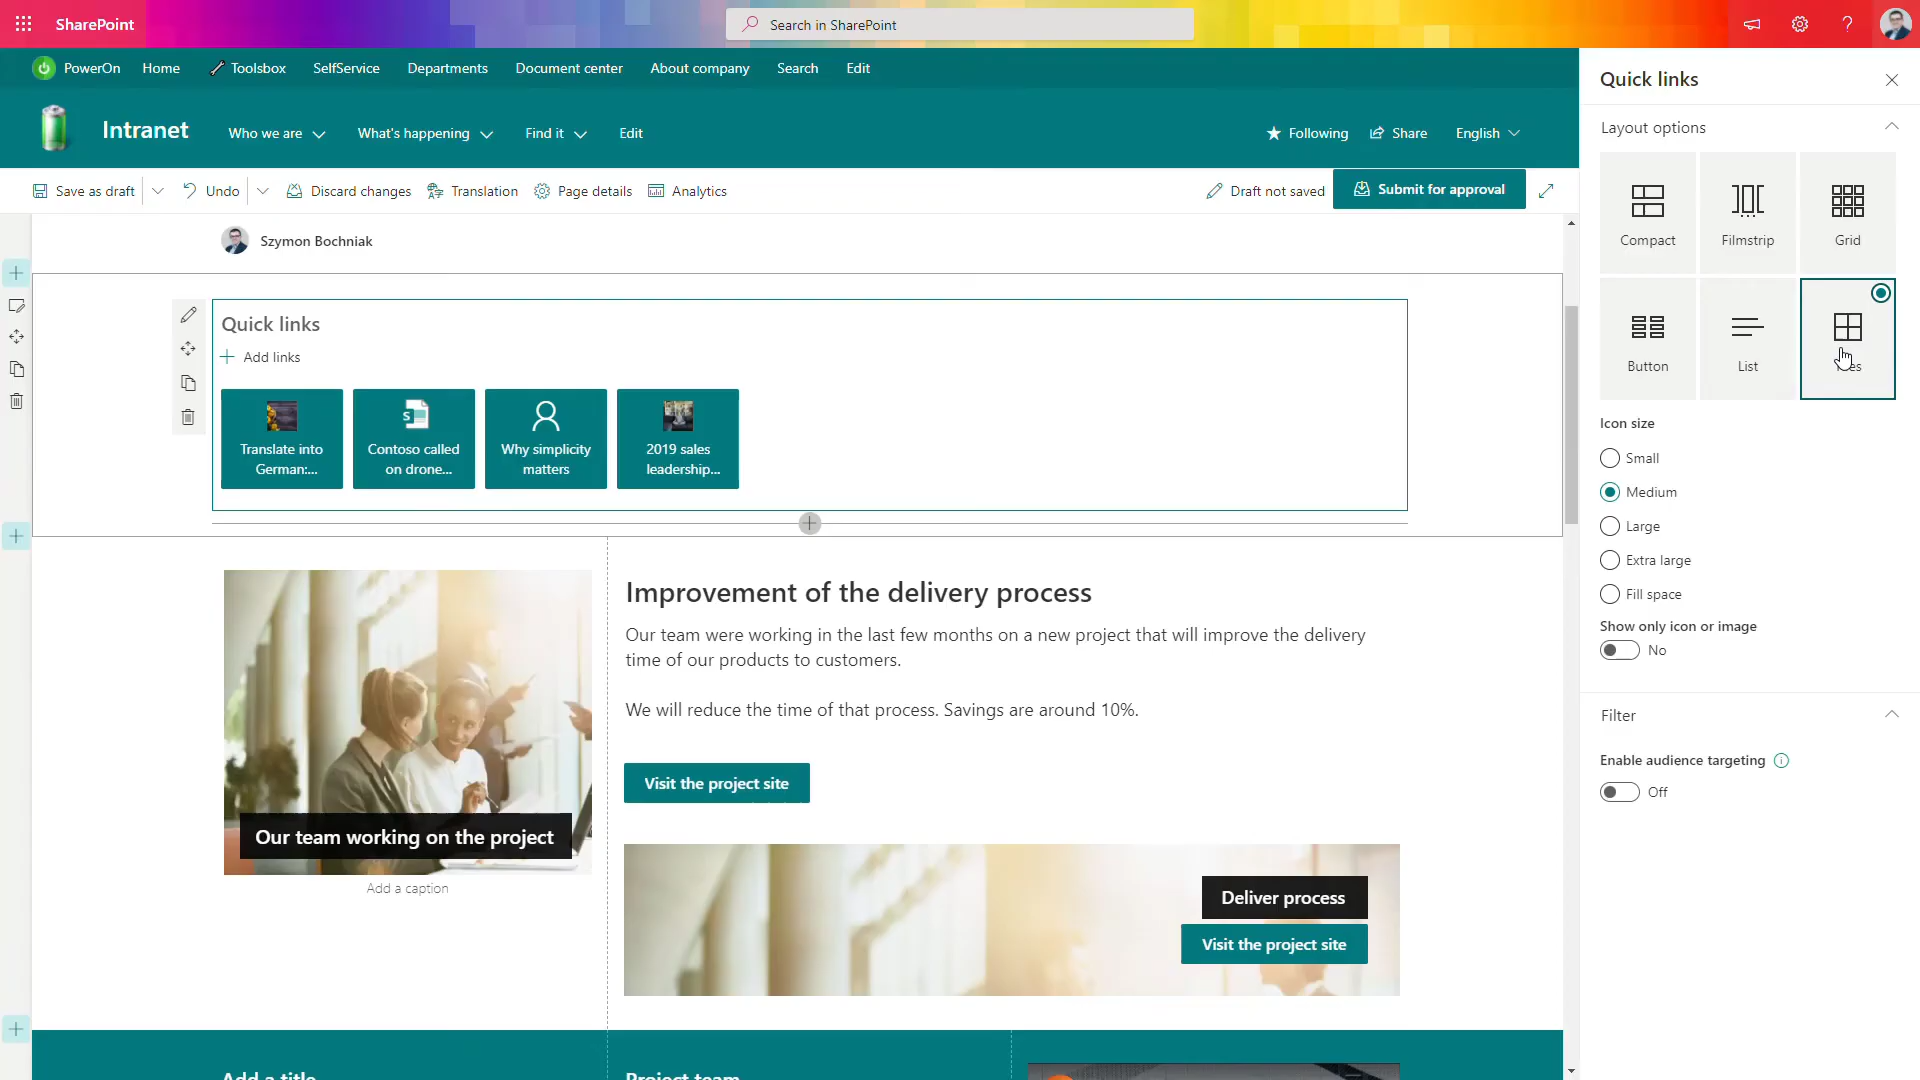 SharePoint
Search in SharePoint
PowerOn Home Toolsbox SelfService Departments Document center About company Search Edit
Intranet Who we are What's happening Find it Edit
Following Share English
Save as draft Undo Discard changes Translation Page details Analytics
Draft not saved Submit for approval
Szymon Bochniak
Quick links
Add links
Translate into
German:...
Contoso called
on drone...
Why simplicity
matters
2019 sales
leadership...
Our team working on the project
Add a caption
Improvement of the delivery process
Our team were working in the last few months on a new project that will improve the delivery
time of our products to customers.
We will reduce the time of that process. Savings are around 10%.
Visit the project site
Deliver process
Visit the project site
Add a title
Project team
Quick links
Layout options
Compact Filmstrip Grid
Button List
Icon size
Small
Medium
Large
Extra large
Fill space
Show only icon or image
No
Filter
Enable audience targeting
Off